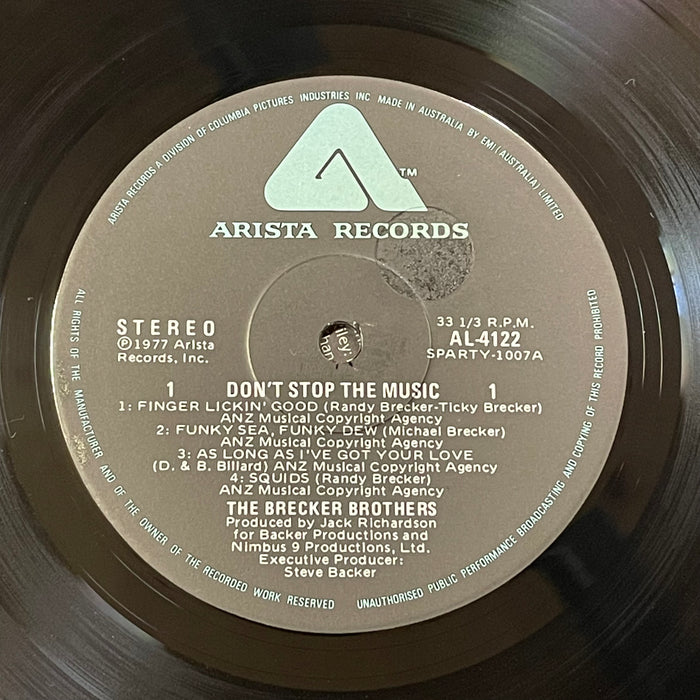 ARISTA RECORDS A DIVISION OF COLUMBIA PICTURES INDUSTRIES INC MADE IN AUSTRALIA BY EMI (AUSTRALIA) LIMITED
TM
ARISTA RECORDS
STEREO
℗1977 Arista
Records, Inc.
33 1/3 R.P.M.
AL-4122
SPARTY-1007A
1 DON'T STOP THE MUSIC 1
1: FINGER LICKIN' GOOD (Randy Brecker-Ticky Brecker)
ANZ Musical Copyright Agency
2: FUNKY SEA, FUNKY DEW (Michael Brecker)
ANZ Musical Copyright Agency
3: AS LONG AS I'VE GOT YOUR LOVE
(D. & B. Billard) ANZ Musical Copyright Agency
4: SQUIDS (Randy Brecker)
ANZ Musical Copyright Agency
THE BRECKER BROTHERS
Produced by Jack Richardson
for Backer Productions and
Nimbus 9 Productions, Ltd.
Executive Producer:
Steve Backer
ALL RIGHTS OF THE MANUFACTURER AND OF THE OWNER OF THE RECORDED WORK RESERVED UNAUTHORISED PUBLIC PERFORMANCE BROADCASTING AND COPYING OF THIS RECORD PROHIBITED